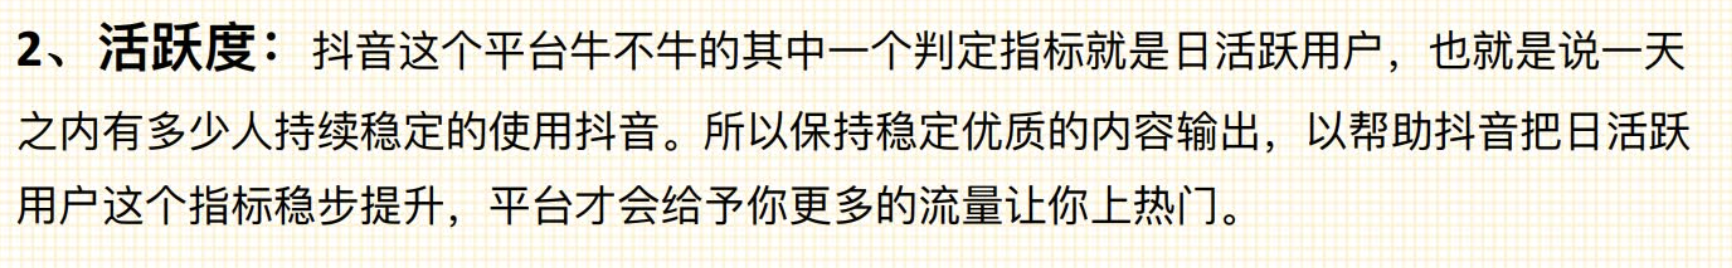 2、活跃度：抖音这个平台牛不牛的其中一个判定指标就是日活跃用户，也就是说一天
之内有多少人持续稳定的使用抖音。所以保持稳定优质的内容输出，以帮助抖音把日活跃
用户这个指标稳步提升，平台才会给予你更多的流量让你上热门。